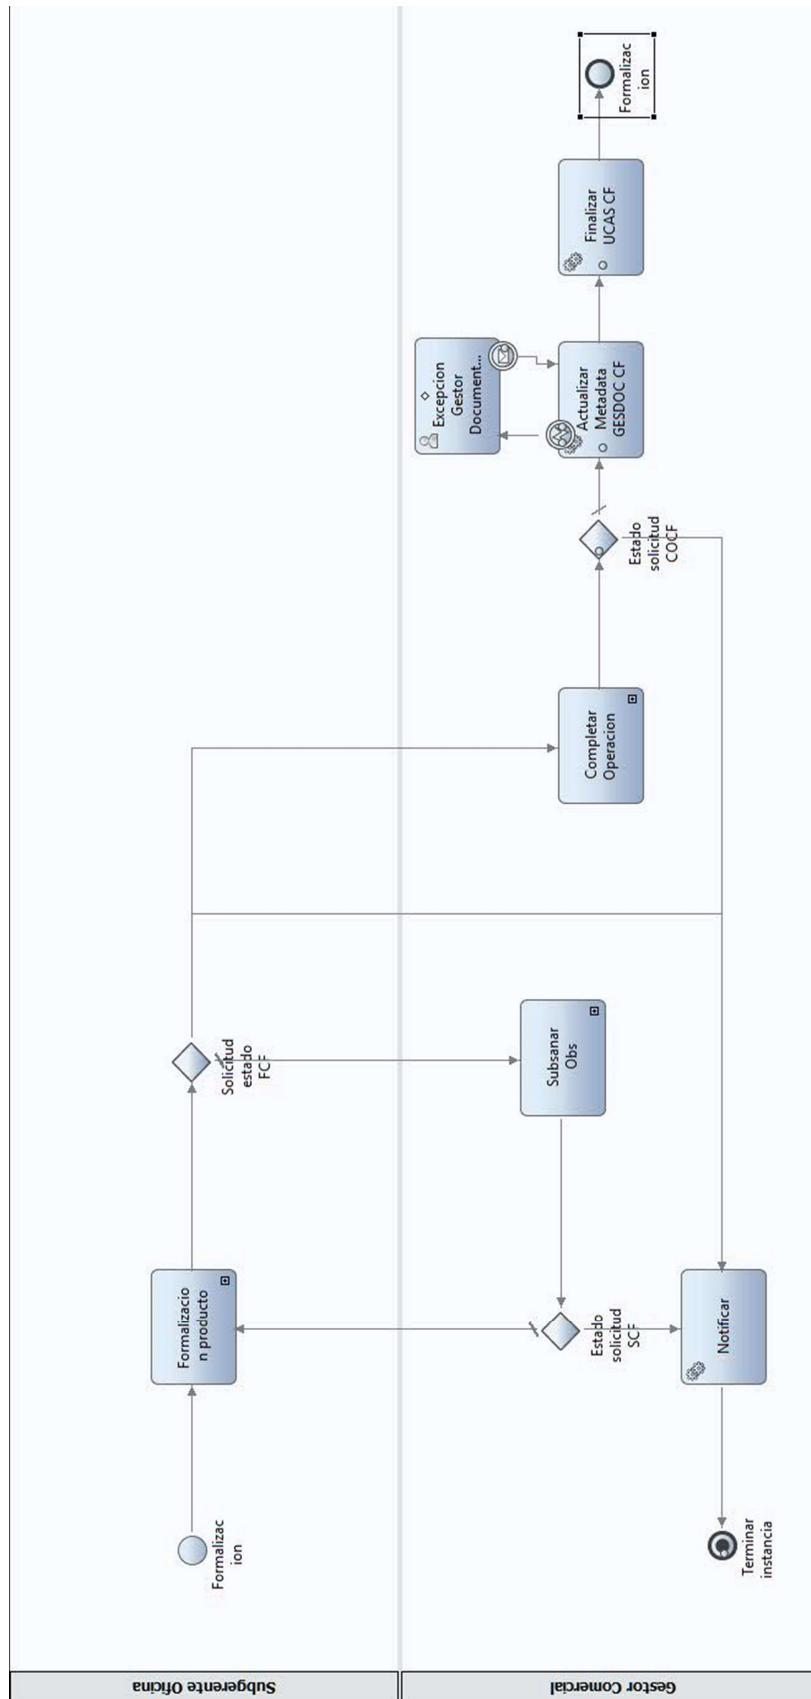 Subgerente Oficina
Formalizac
ion
Formalizacio
n producto
Solicitud
estado
FCF
Gestor Comercial
Terminar
instancia
Notificar
Estado
solicitud
SCF
Subsanar
Obs
Completar
Operacion
Estado
solicitud
COCF
Excepcion
Gestor
Document...
Actualizar
Metadata
GESDOC CF
Finalizar
UCAS CF
Formalizac
ion